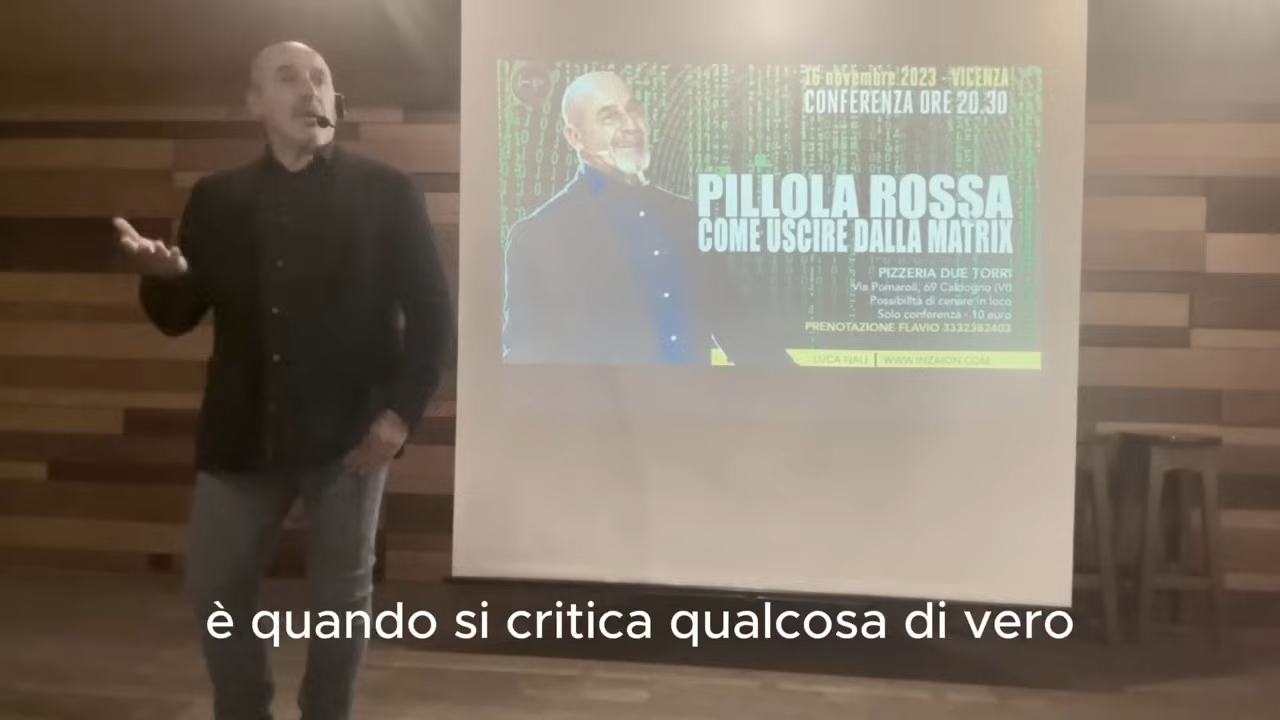 16 novembre 2023 - VICENZA
CONFERENZA ORE 20.30
PILLOLA ROSSA
COME USCIRE DALLA MATRIX
PIZZERIA DUE TORRI
Via Pomaroli, 69 Caldogno (VI)
Possibilità di cenare in loco
Solo conferenza - 10 euro
PRENOTAZIONE FLAVIO 3332382403
LUCA NALI | WWW.INZAION.COM
è quando si critica qualcosa di vero